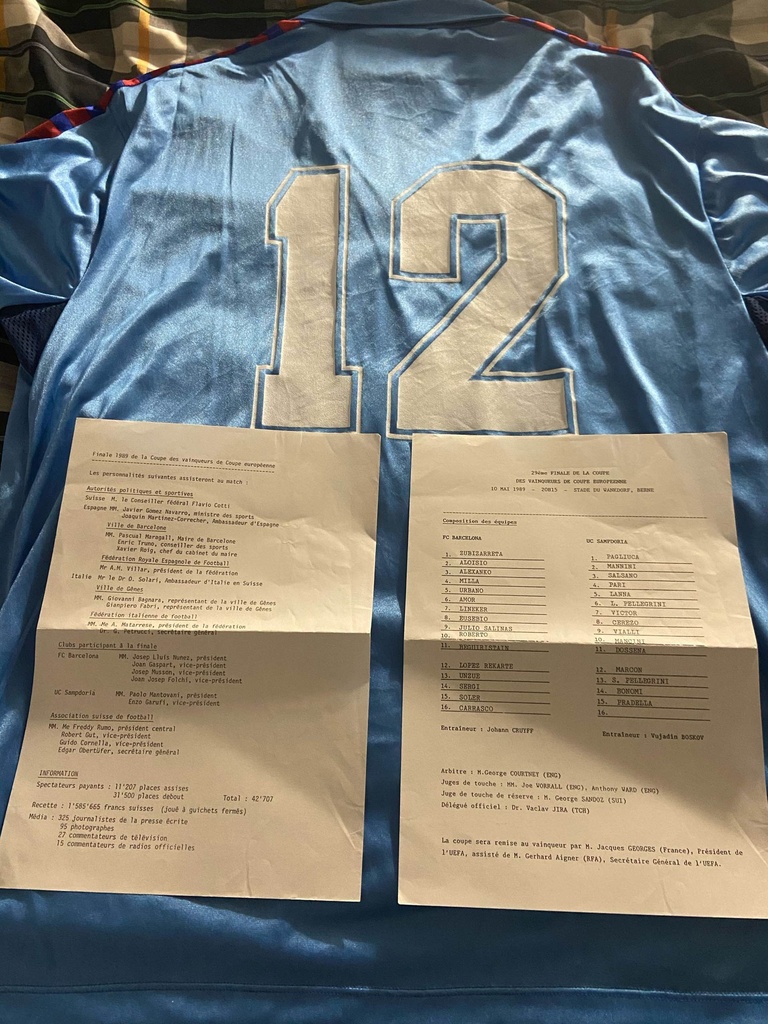 12
Finale 1989 de la Coupe des vainqueurs de Coupe européenne
Les personnalités suivantes assisteront au match :
Autorités politiques et sportives
Suisse M. le Conseiller fédéral Flavio Cotti
Espagne MM. Javier Gomez Navarro, ministre des sports
Joaquin Martinez-Correcher, Ambassadeur d'Espagne
Ville de Barcelone
MM. Pascual Maragall, Maire de Barcelone
Enric Truno, conseiller des sports
Xavier Roig, chef du cabinet du maire
Fédération Royale Espagnole de Football
Mr A.M. Villar, président de la fédération
Italie Mr le Dr D. Solari, Ambassadeur d'Italie en Suisse
Ville de Gênes
MM. Giovanni Bagnara, représentant de la ville de Gênes
Gianpiero Fabri, représentant de la ville de Gênes
Fédération italienne de football
MM. Me A. Matarrese, président de la fédération
Dr. G. Petrucci, secrétaire général
Clubs participant à la finale
FC Barcelona MM. Josep Lluis Nunez, président
Joan Gaspart, vice-président
Josep Musson, vice-président
Joan Josep Folchi, vice-président
UC Sampdoria MM. Paolo Mantovani, président
Enzo Garufi, vice-président
Association suisse de football
MM. Me Freddy Rumo, président central
Robert Gut, vice-président
Guido Cornella, vice-président
Edgar Obertüfer, secrétaire général
INFORMATION
Spectateurs payants : 11'207 places assises
31'500 places debout Total : 42'707
Recette : 1'585'665 francs suisses (joué à guichets fermés)
Média : 325 journalistes de la presse écrite
95 photographes
27 commentateurs de télévision
15 commentateurs de radios officielles
29ème FINALE DE LA COUPE
DES VAINQUEURS DE COUPE EUROPEENNE
10 MAI 1989 - 20H15 - STADE DU WANKDORF, BERNE
Composition des équipes
FC BARCELONA
1. ZUBIZARRETA
2. ALOISIO
3. ALEXANKO
4. MILLA
5. URBANO
6. AMOR
7. LINEKER
8. EUSEBIO
9. JULIO SALINAS
10. ROBERTO
11. BEGUIRISTAIN
12. LOPEZ REKARTE
13. UNZUE
14. SERGI
15. SOLER
16. CARRASCO
Entraîneur : Johann CRUYFF
UC SAMPDORIA
1. PAGLIUCA
2. MANNINI
3. SALSANO
4. PARI
5. LANNA
6. L. PELLEGRINI
7. VICTOR
8. CEREZO
9. VIALLY
10. MANCINI
11. DOSSENA
12. MARCON
13. S. PELLEGRINI
14. BONOMI
15. PRADELLA
16.
Entraîneur : Vujadin BOSKOV
Arbitre : M.George COURTNEY (ENG)
Juges de touche : MM. Joe WORRALL (ENG), Anthony WARD (ENG)
Juge de touche de réserve : M. George SANDOZ (SUI)
Délégué officiel : Dr. Vaclav JIRA (TCH)
La coupe sera remise au vainqueur par M. Jacques GEORGES (France), Président de
l'UEFA, assisté de M. Gerhard Aigner (RFA), Secrétaire Général de l'UEFA.